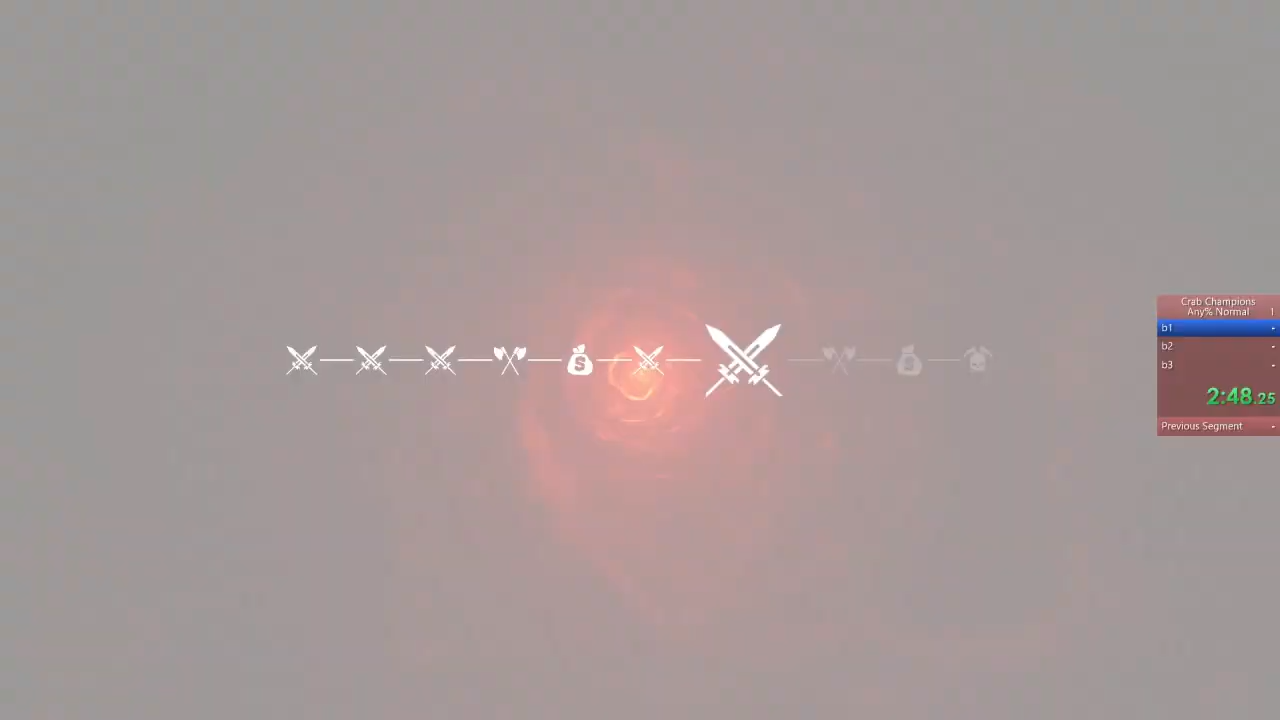 Crab Champions
Any% Normal 1
b1 -
b2 -
b3 -
2:48.25
Previous Segment -